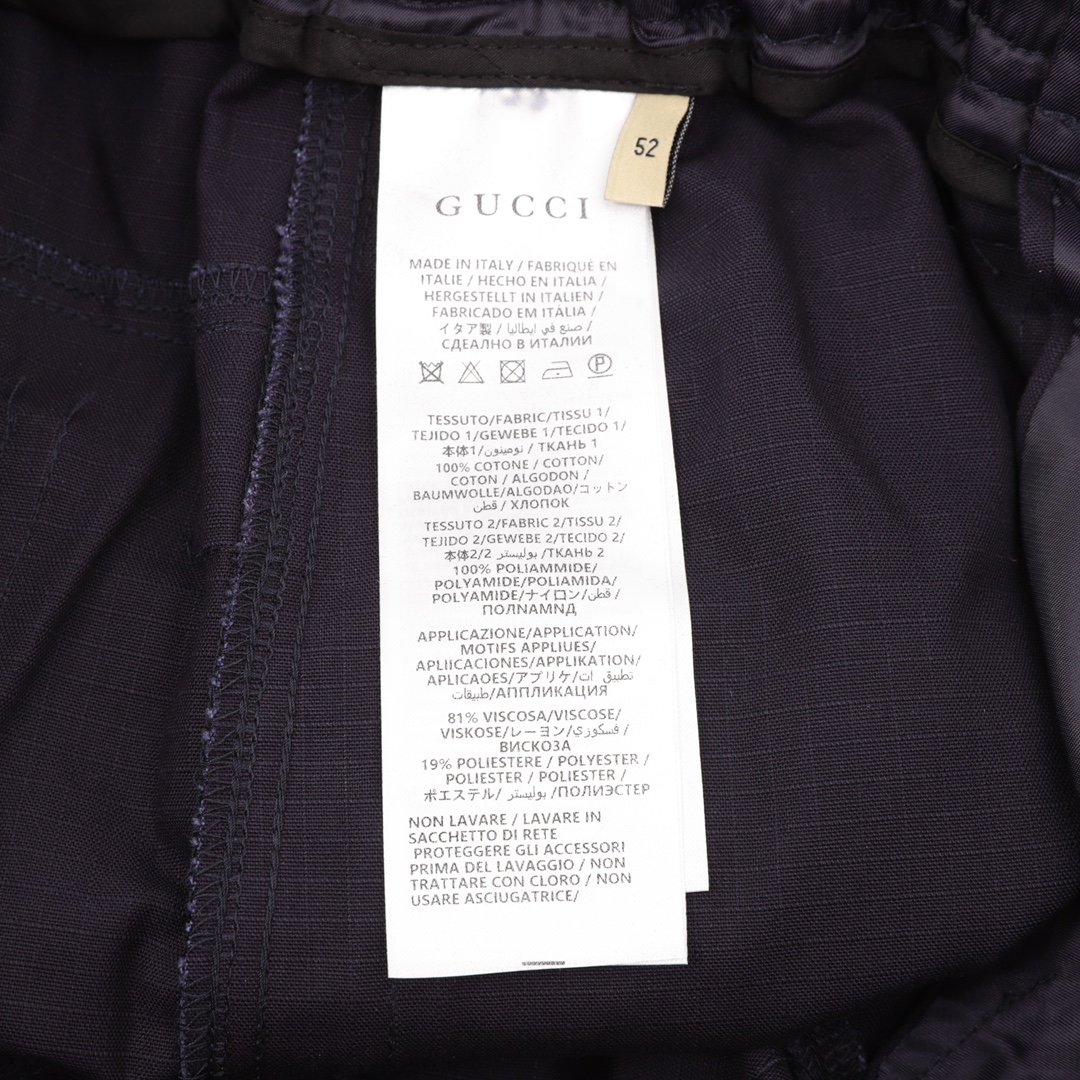 52
GUCCI
MADE IN ITALY / FABRIQUÉ EN
ITALIE / HECHO EN ITALIA /
HERGESTELLT IN ITALIEN /
FABRICADO EM ITÁLIA /
イタリア製 / صنع في ايطاليا /
СДЕАЛНО В ИТАЛИИ
P
TESSUTO/FABRIC/TISSU 1/
TEJIDO 1/GEWEBE 1/TECIDO 1/
本体1/نومينون / ТКАНЬ 1
100% COTONE / COTTON/
COTON / ALGODON /
BAUMWOLLE/ALGODAO/コットン
قطن / ХЛОПОК
TESSUTO 2/FABRIC 2/TISSU 2/
TEJIDO 2/GEWEBE 2/TECIDO 2/
本体2/2 بوليستر /ТКАНЬ 2
100% POLIAMMIDE/
POLYAMIDE/POLIAMIDA/
POLYAMIDE/ナイロン/قطن /
ПОЛNАМNД
APPLICAZIONE/APPLICATION/
MOTIFS APPLIUES/
APLIICACIONES/APPLIKATION/
APLICAOES/アプリケ/تطبيق ات
طبيقات/АППЛИКАЦИЯ
81% VISCOSA/VISCOSE/
VISKOSE/レーヨン/فسكوزي/
ВИСКОЗА
19% POLIESTERE / POLYESTER/
POLIESTER / POLIESTER /
ポエステル/ بوليستر /ПОЛИЭСТЕР
NON LAVARE / LAVARE IN
SACCHETTO DI RETE
PROTEGGERE GLI ACCESSORI
PRIMA DEL LAVAGGIO / NON
TRATTARE CON CLORO / NON
USARE ASCIUGATRICE/